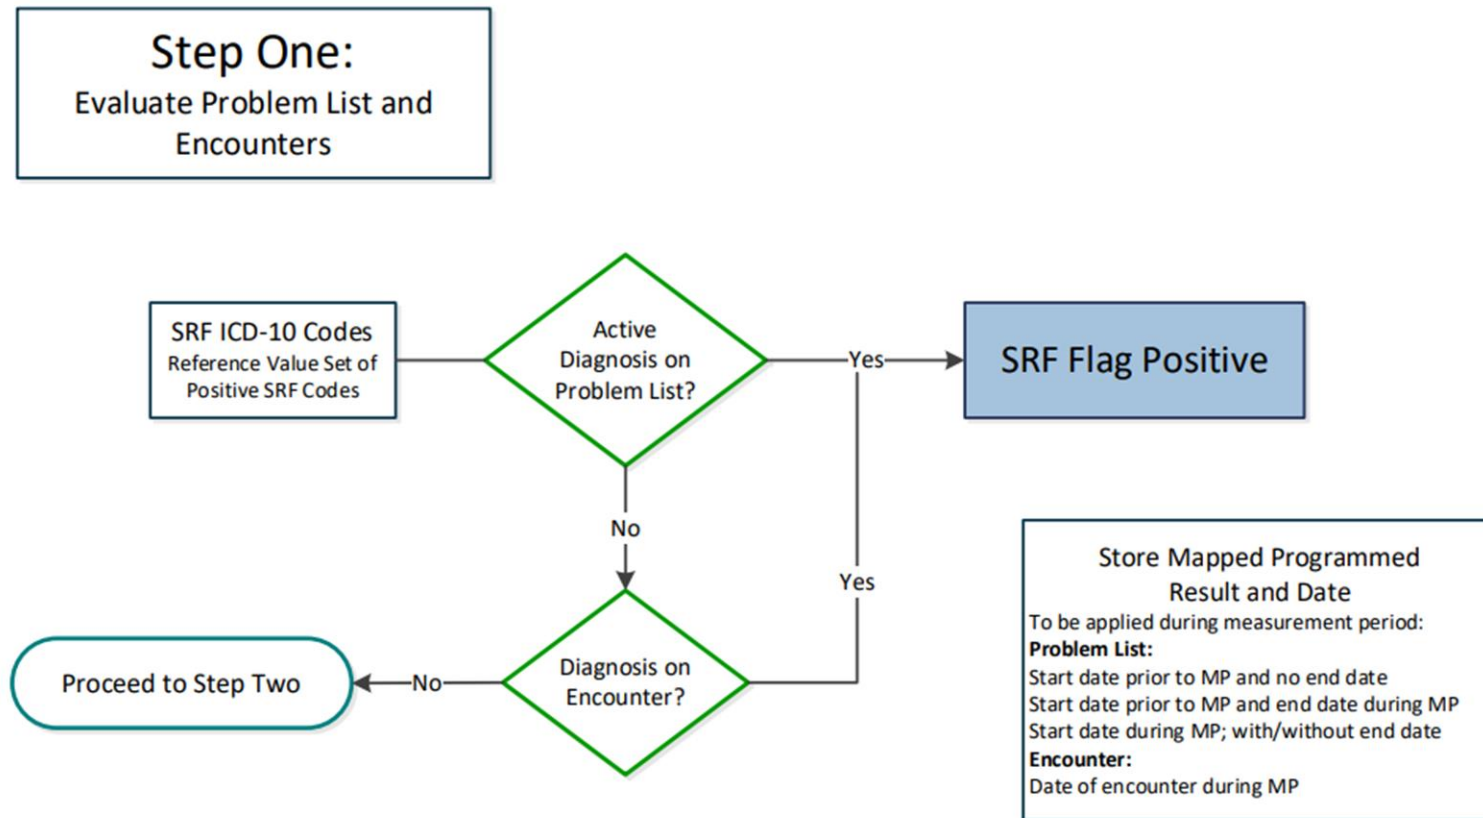 Step One:
Evaluate Problem List and
Encounters
SRF ICD-10 Codes
Reference Value Set of
Positive SRF Codes
Active
Diagnosis on
Problem List?
Yes
SRF Flag Positive
No
Yes
Diagnosis on
Encounter?
No
Proceed to Step Two
Store Mapped Programmed
Result and Date
To be applied during measurement period:
Problem List:
Start date prior to MP and no end date
Start date prior to MP and end date during MP
Start date during MP; with/without end date
Encounter:
Date of encounter during MP